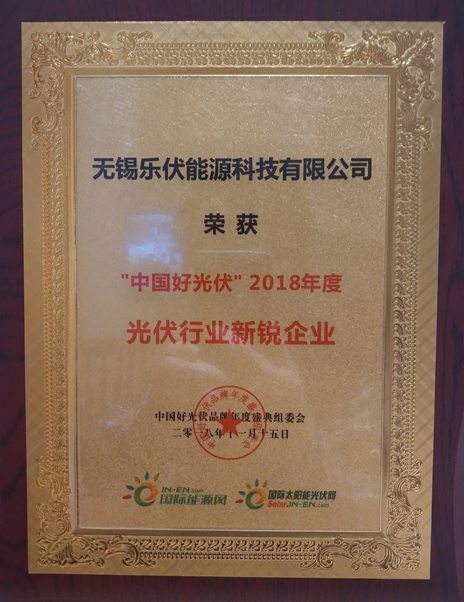 无锡乐伏能源科技有限公司
荣 获
"中国好光伏" 2018年度
光伏行业新锐企业
中国好光伏品牌年度盛典组委会
二零一八年十一月十五日
IN-EN.com
国际能源网
国际太阳能光伏网
Solar.IN-EN.com